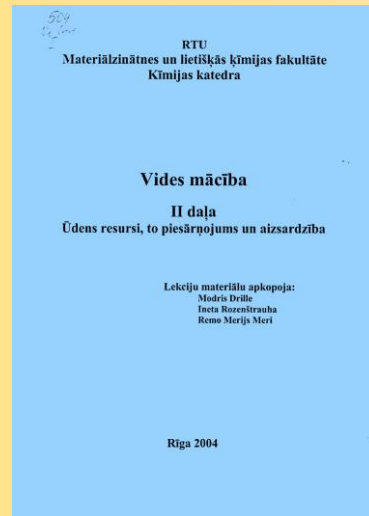 504
RTU
Materiālzinātnes un lietišķās ķīmijas fakultāte
Ķīmijas katedra
Vides mācība
II daļa
Ūdens resursi, to piesārņojums un aizsardzība
Lekciju materiālu apkopoja:
Modris Drille
Ineta Rozenštrauha
Remo Merijs Meri
Rīga 2004